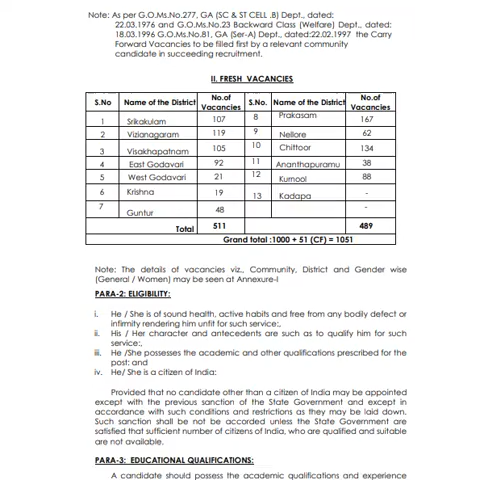 Note: As per G.O.Ms.No.277, GA (SC & ST CELL .B) Dept., dated:
22.03.1976 and G.O.Ms.No.23 Backward Class (Welfare) Dept., dated:
18.03.1996 G.O.Ms.No.81, GA (Ser-A) Dept., dated:22.02.1997 the Carry
Forward Vacancies to be filled first by a relevant community
candidate in succeeding recruitment.
II. FRESH VACANCIES
S.No Name of the District No.of Vacancies S.No. Name of the District No.of Vacancies
1 Srikakulam 107 8 Prakasam 167
2 Vizianagaram 119 9 Nellore 62
3 Visakhapatnam 105 10 Chittoor 134
4 East Godavari 92 11 Ananthapuramu 38
5 West Godavari 21 12 Kurnool 88
6 Krishna 19 13 Kadapa -
7 Guntur 48 -
Total 511 489
Grand total :1000 + 51 (CF) = 1051
Note: The details of vacancies viz., Community, District and Gender wise
(General / Women) may be seen at Annexure-I
PARA-2: ELIGIBILITY:
i. He / She is of sound health, active habits and free from any bodily defect or
infirmity rendering him unfit for such service;,
ii. His / Her character and antecedents are such as to qualify him for such
service:,
iii. He /She possesses the academic and other qualifications prescribed for the
post: and
iv. He/ She is a citizen of India:
Provided that no candidate other than a citizen of India may be appointed
except with the previous sanction of the State Government and except in
accordance with such conditions and restrictions as they may be laid down.
Such sanction shall not be accorded unless the State Government are
satisfied that sufficient number of citizens of India, who are qualified and suitable
are not available.
PARA-3: EDUCATIONAL QUALIFICATIONS:
A candidate should possess the academic qualifications and experience